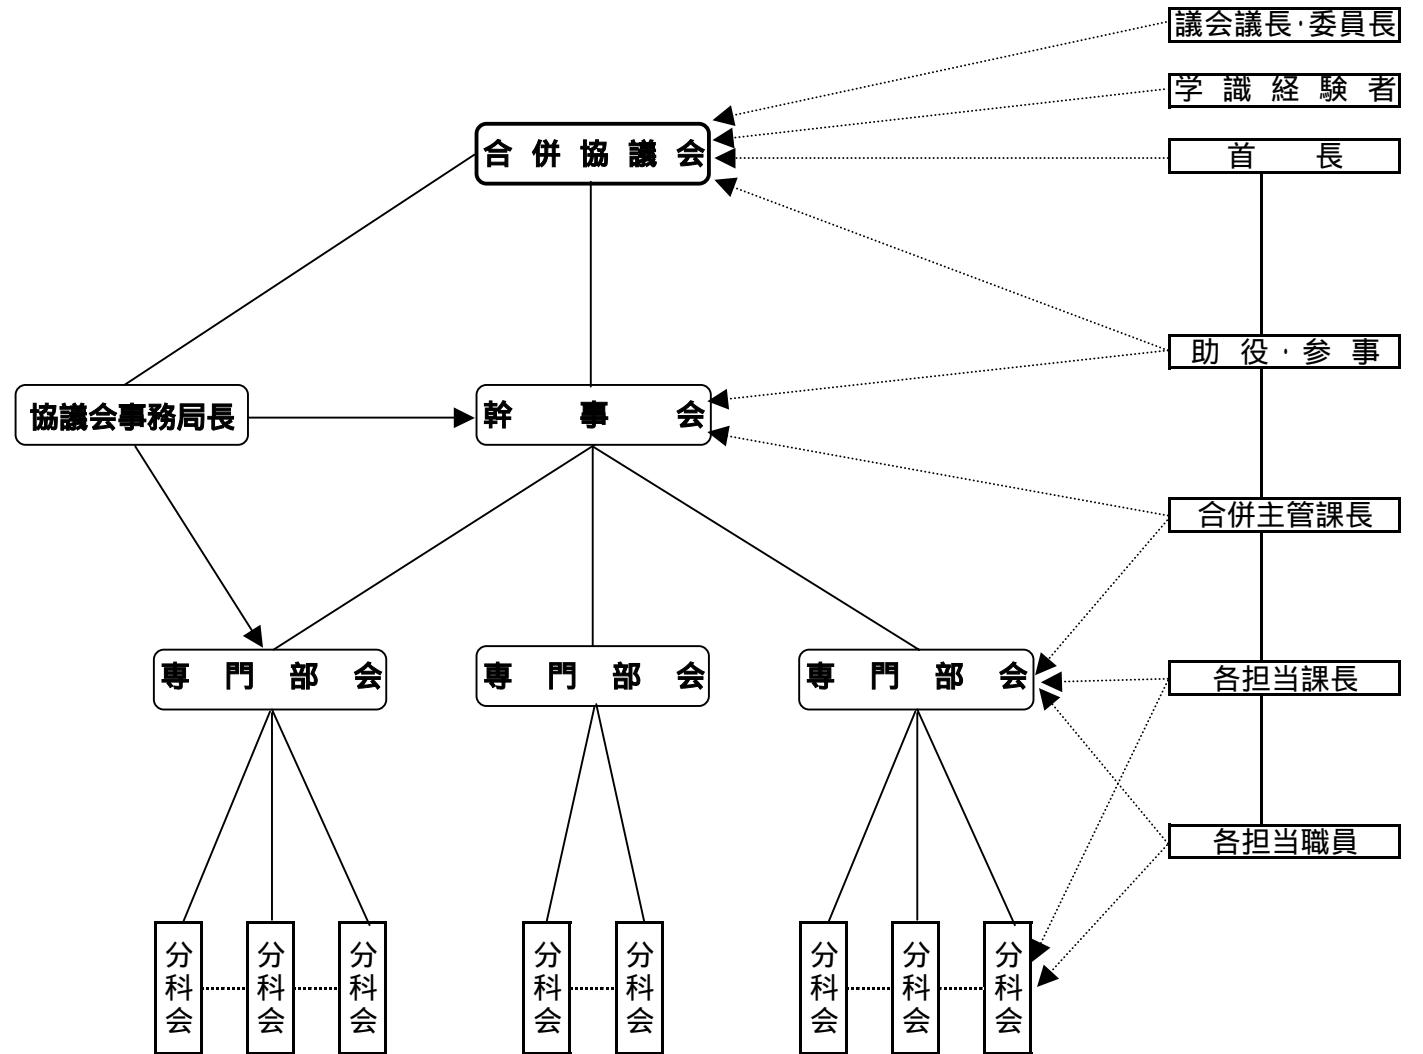 議会議長・委員長
学識経験者
合併協議会
首長
助役・参事
協議会事務局長
幹事会
合併主管課長
専門部会
専門部会
専門部会
各担当課長
各担当職員
分科会
分科会
分科会
分科会
分科会
分科会
分科会
分科会